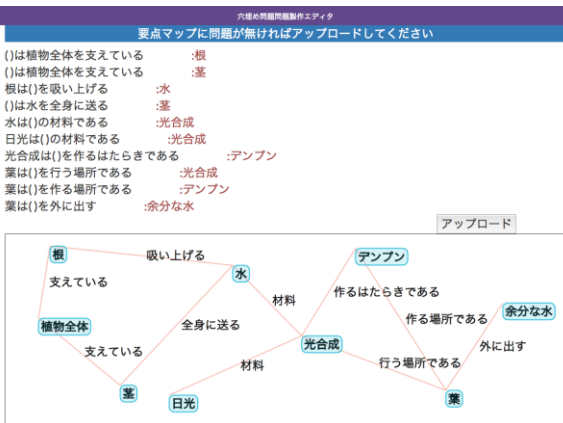 穴埋め問題問題製作エディタ
要点マップに問題が無ければアップロードしてください
()は植物全体を支えている :根
()は植物全体を支えている :茎
根は()を吸い上げる :水
()は水を全身に送る :茎
水は()の材料である :光合成
日光は()の材料である :光合成
光合成は()を作るはたらきである :デンプン
葉は()を行う場所である :光合成
葉は()を作る場所である :デンプン
葉は()を外に出す :余分な水
アップロード
根
吸い上げる
デンプン
水
支えている
材料
作るはたらきである
余分な水
植物全体
全身に送る
作る場所である
支えている
光合成
外に出す
材料
行う場所である
茎
日光
葉